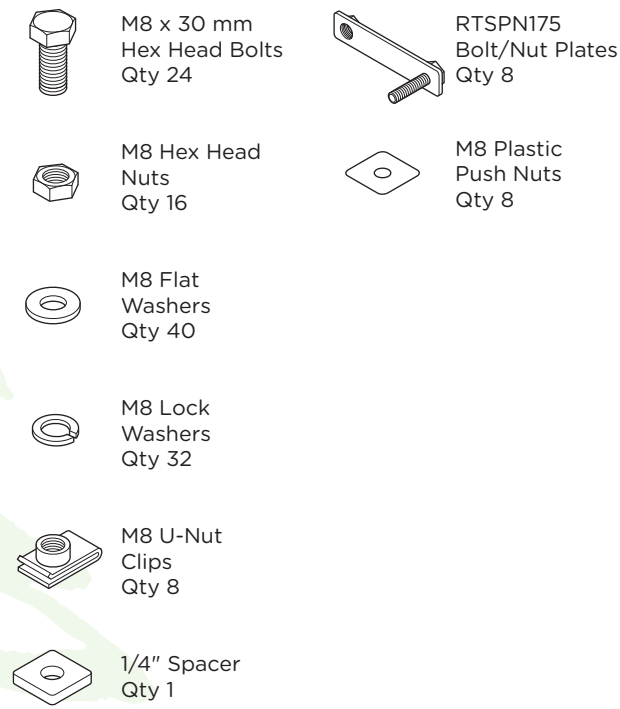 M8 x 30 mm
Hex Head Bolts
Qty 24
M8 Hex Head
Nuts
Qty 16
M8 Flat
Washers
Qty 40
M8 Lock
Washers
Qty 32
M8 U-Nut
Clips
Qty 8
1/4" Spacer
Qty 1
RTSPN175
Bolt/Nut Plates
Qty 8
M8 Plastic
Push Nuts
Qty 8